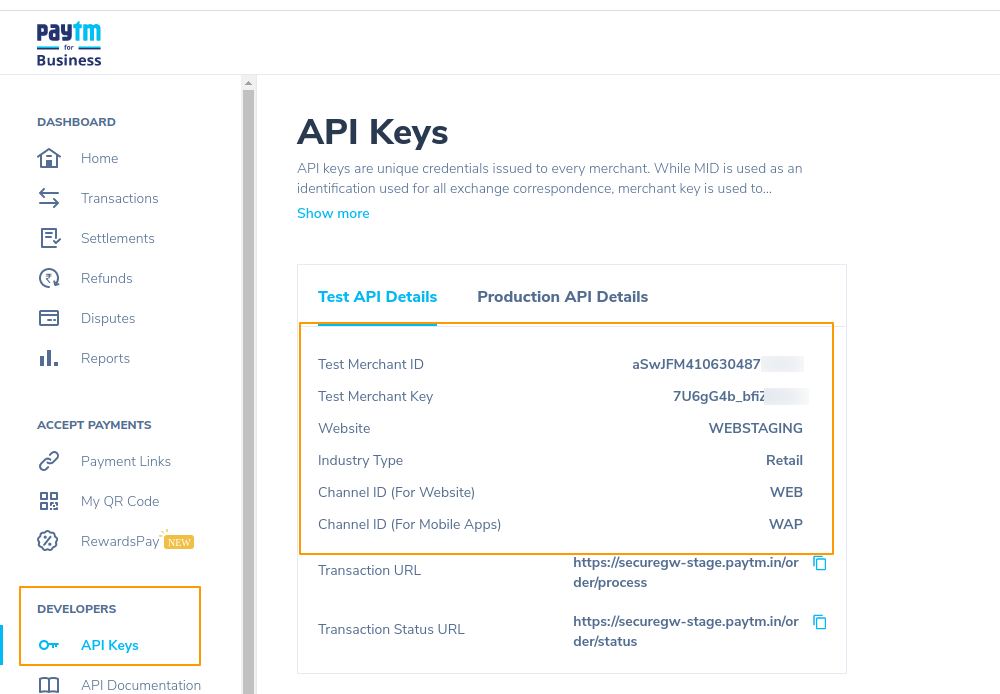 paytm
for
Business
DASHBOARD
Home
Transactions
Settlements
Refunds
Disputes
Reports
ACCEPT PAYMENTS
Payment Links
My QR Code
RewardsPay NEW
DEVELOPERS
API Keys
API Documentation
API Keys
API keys are unique credentials issued to every merchant. While MID is used as an
identification used for all exchange correspondence, merchant key is used to...
Show more
Test API Details Production API Details
Test Merchant ID aSwJFM410630487
Test Merchant Key 7U6gG4b_bfiZ
Website WEBSTAGING
Industry Type Retail
Channel ID (For Website) WEB
Channel ID (For Mobile Apps) WAP
Transaction URL https://securegw-stage.paytm.in/or
der/process
Transaction Status URL https://securegw-stage.paytm.in/or
der/status